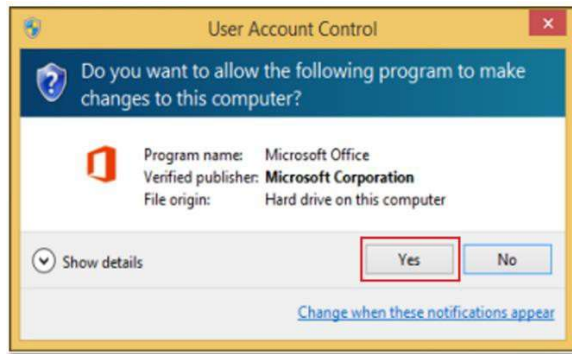 User Account Control
Do you want to allow the following program to make
changes to this computer?
Program name: Microsoft Office
Verified publisher: Microsoft Corporation
File origin: Hard drive on this computer
Show details
Yes
No
Change when these notifications appear